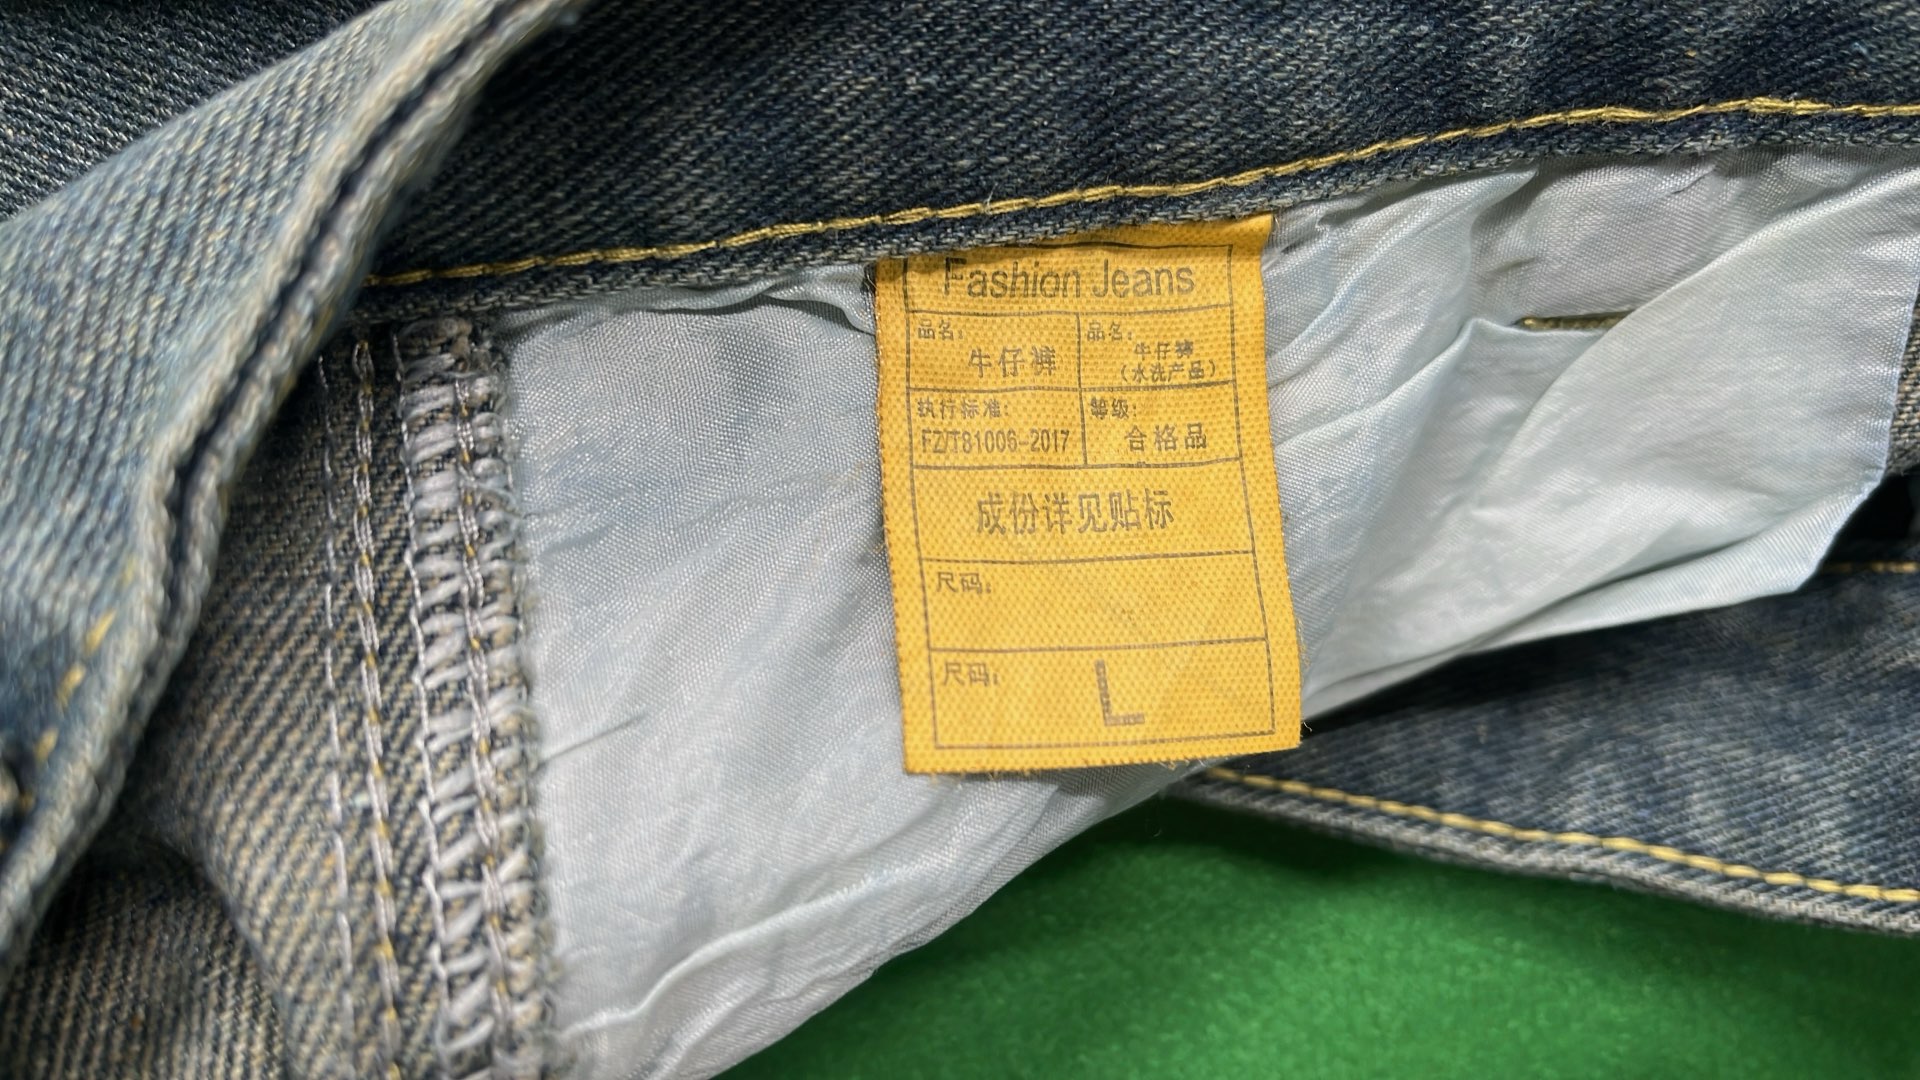 Fashion Jeans
品名:
牛仔裤
品名:
牛仔裤
(水洗产品)
执行标准:
FZ/T81006-2017
等级:
合格品
成份详见贴标
尺码:
尺码:
L